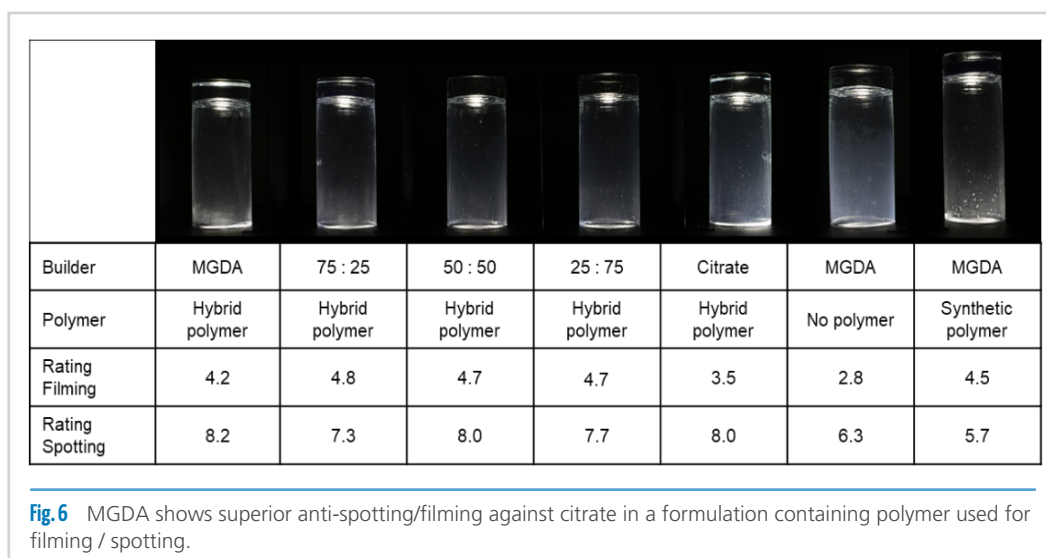 Builder MGDA 75 : 25 50 : 50 25 : 75 Citrate MGDA MGDA
Polymer Hybrid polymer Hybrid polymer Hybrid polymer Hybrid polymer Hybrid polymer No polymer Synthetic polymer
Rating Filming 4.2 4.8 4.7 4.7 3.5 2.8 4.5
Rating Spotting 8.2 7.3 8.0 7.7 8.0 6.3 5.7
Fig. 6 MGDA shows superior anti-spotting/filming against citrate in a formulation containing polymer used for
filming / spotting.